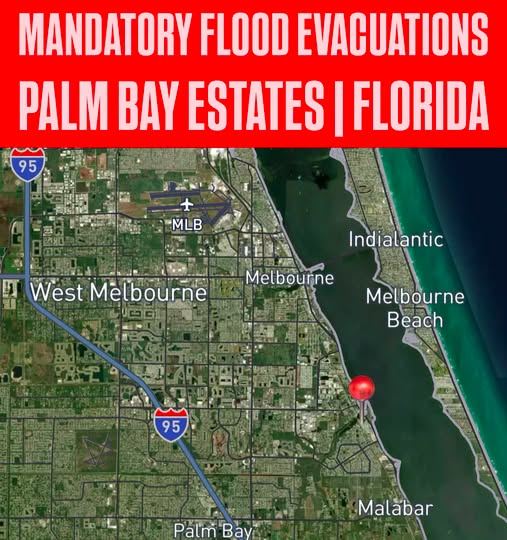 MANDATORY FLOOD EVACUATIONS
PALM BAY ESTATES | FLORIDA
95
MLB
Indialantic
Melbourne
West Melbourne
Melbourne
Beach
95
Malabar
Palm Bay